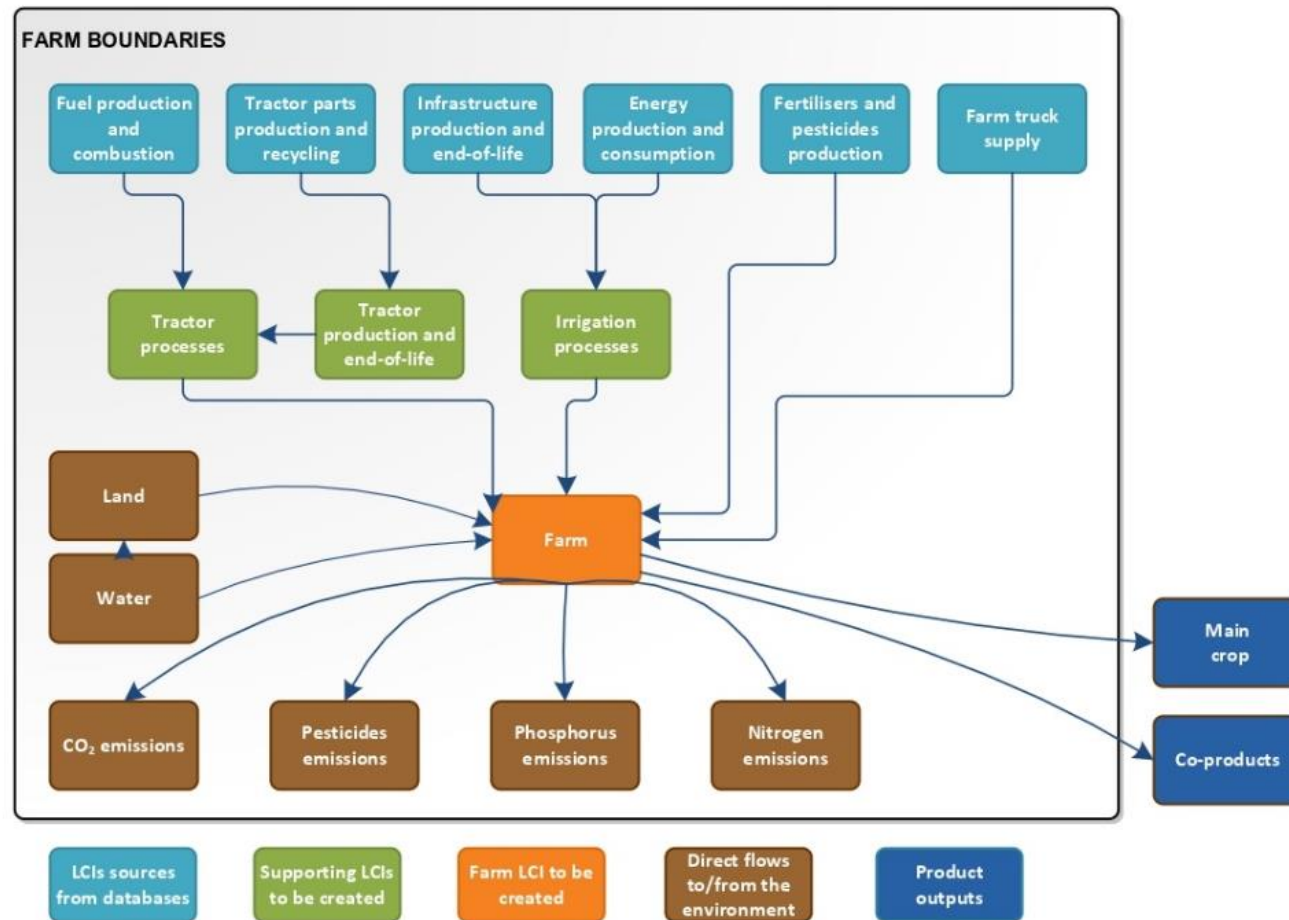 FARM BOUNDARIES
Fuel production
and
combustion
Tractor parts
production and
recycling
Infrastructure
production and
end-of-life
Energy
production and
consumption
Fertilisers and
pesticides
production
Farm truck
supply
Tractor
processes
Tractor
production and
end-of-life
Irrigation
processes
Land
Farm
Water
Main
crop
CO₂ emissions
Pesticides
emissions
Phosphorus
emissions
Nitrogen
emissions
Co-products
LCIs sources
from databases
Supporting LCIs
to be created
Farm LCI to be
created
Direct flows
to/from the
environment
Product
outputs